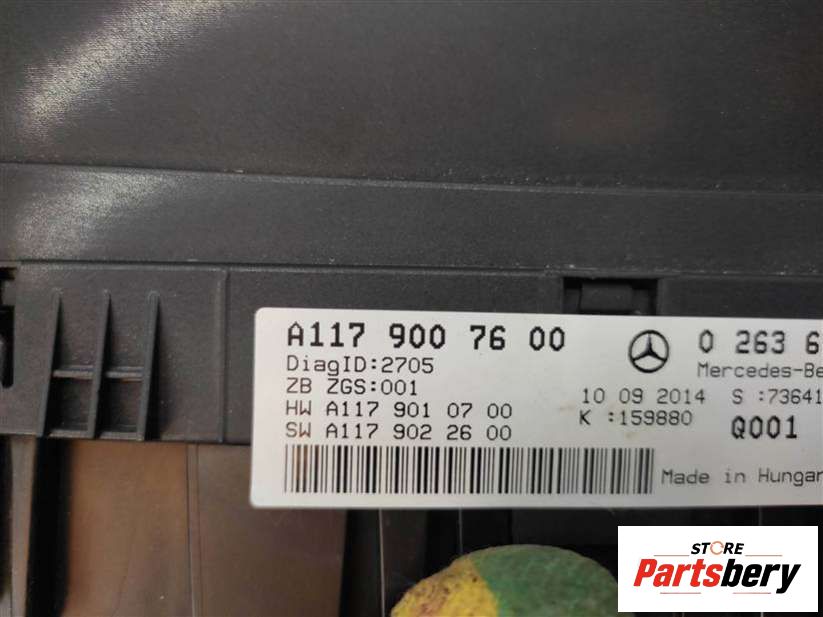 A117 900 76 00
DiagID:2705
ZB ZGS:001
HW A117 901 07 00
SW A117 902 26 00
0 263 6
Mercedes-Be
10 09 2014 S :73641
K :159880 Q001
Made in Hungar
STORE
Partsbery